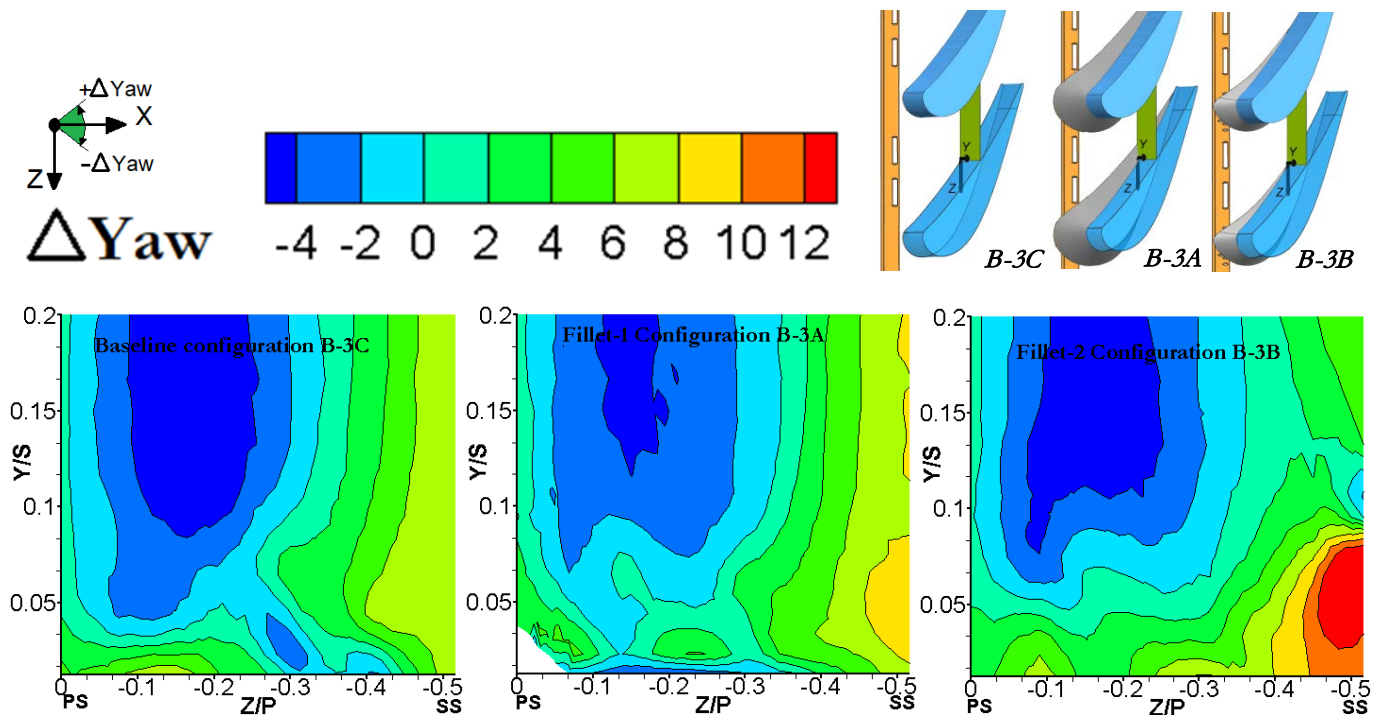 +ΔYaw
X
-ΔYaw
Z
ΔYaw
-4 -2 0 2 4 6 8 10 12
Y
Z
B-3C
Y
Z
B-3A
Y
Z
B-3B
Baseline configuration B-3C
0.2
0.15
Y/S
0.1
0.05
0 -0.1 -0.2 -0.3 -0.4 -0.5
PS Z/P SS
Fillet-1 Configuration B-3A
0.2
0.15
Y/S
0.1
0.05
0 -0.1 -0.2 -0.3 -0.4 -0.5
PS Z/P SS
Fillet-2 Configuration B-3B
0.2
0.15
Y/S
0.1
0.05
0 -0.1 -0.2 -0.3 -0.4 -0.5
PS Z/P SS